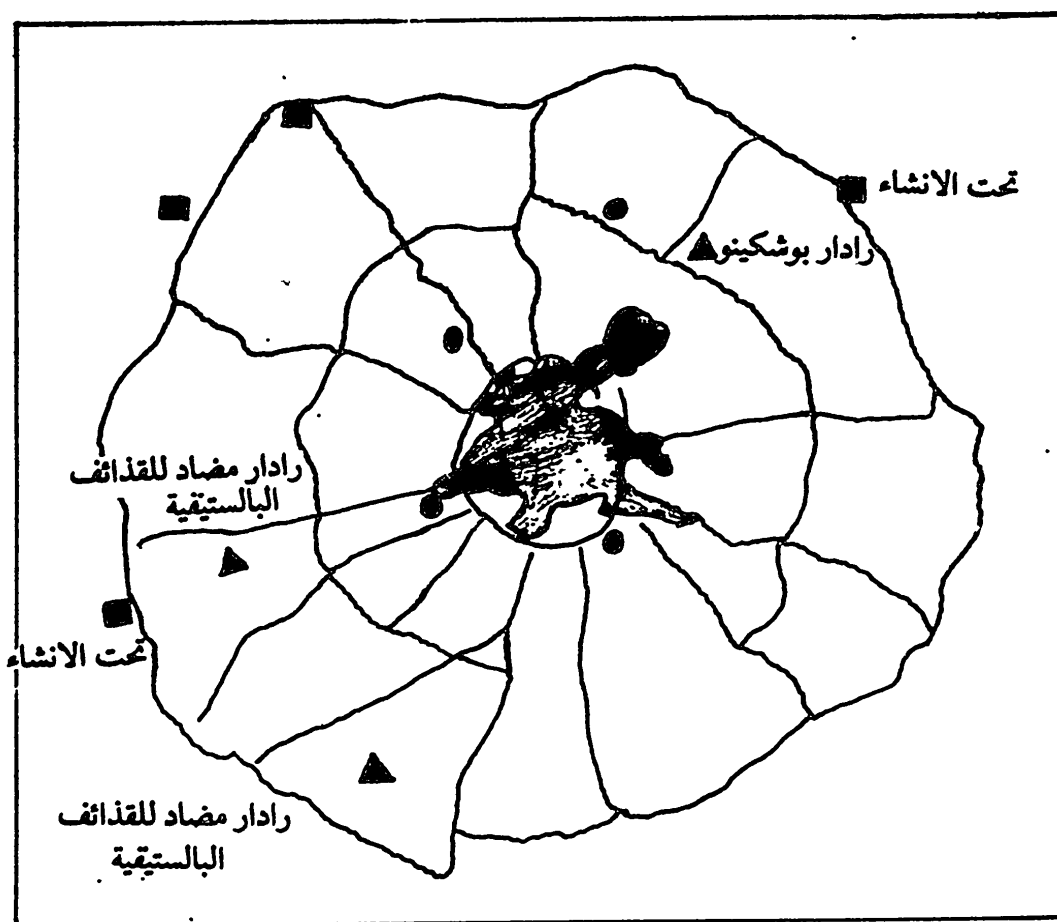 تحت الانشاء
رادار بوشكينو
رادار مضاد للقذائف
البالستيقية
تحت الانشاء
رادار مضاد للقذائف
البالستيقية